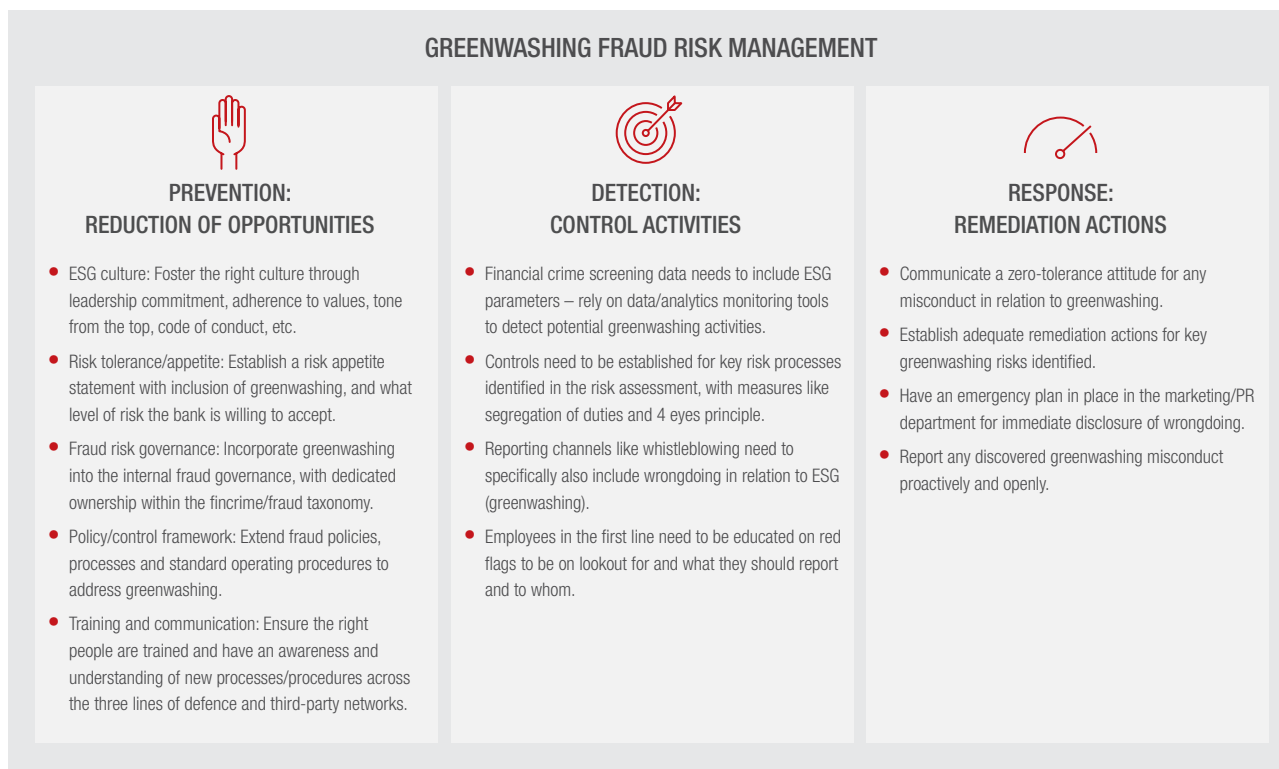 GREENWASHING FRAUD RISK MANAGEMENT
PREVENTION:
REDUCTION OF OPPORTUNITIES
• ESG culture: Foster the right culture through
leadership commitment, adherence to values, tone
from the top, code of conduct, etc.
• Risk tolerance/appetite: Establish a risk appetite
statement with inclusion of greenwashing, and what
level of risk the bank is willing to accept.
• Fraud risk governance: Incorporate greenwashing
into the internal fraud governance, with dedicated
ownership within the fincrime/fraud taxonomy.
• Policy/control framework: Extend fraud policies,
processes and standard operating procedures to
address greenwashing.
• Training and communication: Ensure the right
people are trained and have an awareness and
understanding of new processes/procedures across
the three lines of defence and third-party networks.
DETECTION:
CONTROL ACTIVITIES
• Financial crime screening data needs to include ESG
parameters – rely on data/analytics monitoring tools
to detect potential greenwashing activities.
• Controls need to be established for key risk processes
identified in the risk assessment, with measures like
segregation of duties and 4 eyes principle.
• Reporting channels like whistleblowing need to
specifically also include wrongdoing in relation to ESG
(greenwashing).
• Employees in the first line need to be educated on red
flags to be on lookout for and what they should report
and to whom.
RESPONSE:
REMEDIATION ACTIONS
• Communicate a zero-tolerance attitude for any
misconduct in relation to greenwashing.
• Establish adequate remediation actions for key
greenwashing risks identified.
• Have an emergency plan in place in the marketing/PR
department for immediate disclosure of wrongdoing.
• Report any discovered greenwashing misconduct
proactively and openly.